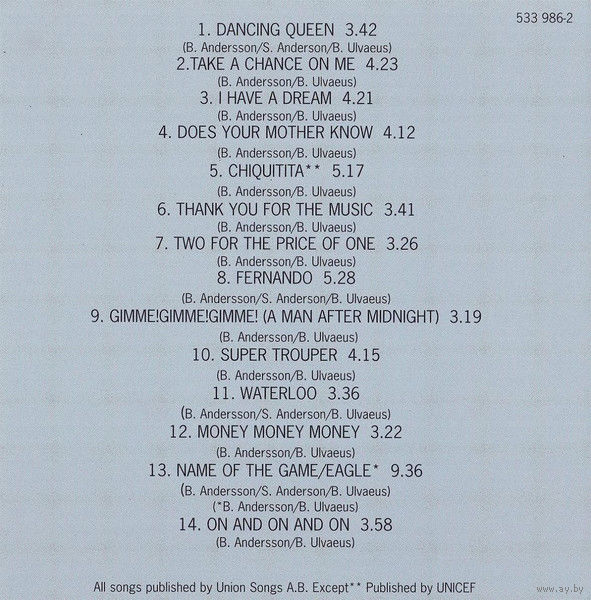 533 986-2
1. DANCING QUEEN 3.42
(B. Andersson/S. Anderson/B. Ulvaeus)
2.TAKE A CHANCE ON ME 4.23
(B. Andersson/B. Ulvaeus)
3. I HAVE A DREAM 4.21
(B. Andersson/B. Ulvaeus)
4. DOES YOUR MOTHER KNOW 4.12
(B. Andersson/B. Ulvaeus)
5. CHIQUITITA** 5.17
(B. Andersson/B. Ulvaeus)
6. THANK YOU FOR THE MUSIC 3.41
(B. Andersson/B. Ulvaeus)
7. TWO FOR THE PRICE OF ONE 3.26
(B. Andersson/B. Ulvaeus)
8. FERNANDO 5.28
(B. Andersson/S. Anderson/B. Ulvaeus)
9. GIMME!GIMME!GIMME! (A MAN AFTER MIDNIGHT) 3.19
(B. Andersson/B. Ulvaeus)
10. SUPER TROUPER 4.15
(B. Andersson/B. Ulvaeus)
11. WATERLOO 3.36
(B. Andersson/S. Anderson/B. Ulvaeus)
12. MONEY MONEY MONEY 3.22
(B. Andersson/B. Ulvaeus)
13. NAME OF THE GAME/EAGLE* 9.36
(B. Andersson/S. Anderson/B. Ulvaeus)
(*B. Andersson/B. Ulvaeus)
14. ON AND ON AND ON 3.58
(B. Andersson/B. Ulvaeus)
All songs published by Union Songs A.B. Except** Published by UNICEF
www.ay.by